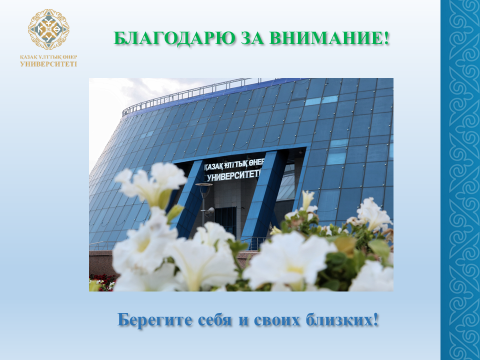 ҚАЗАҚ ҰЛТТЫҚ ӨНЕР
УНИВЕРСИТЕТІ
БЛАГОДАРЮ ЗА ВНИМАНИЕ!
ҚАЗАҚ ҰЛТТЫҚ ӨНЕР
УНИВЕРСИТЕТІ
Берегите себя и своих близких!